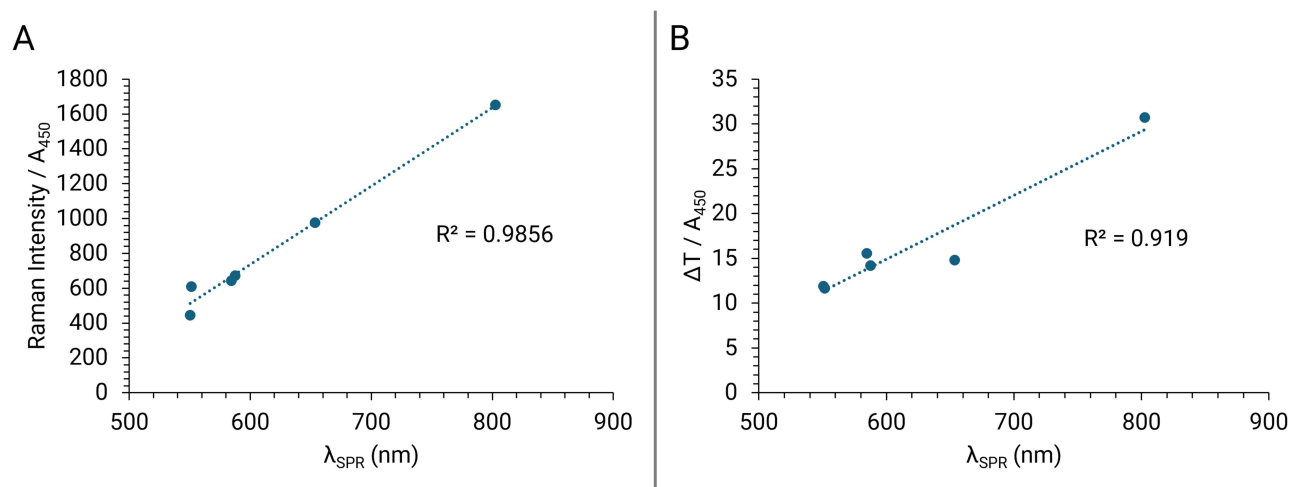 A
Raman Intensity / A450
1800
1600
1400
1200
1000
800
600
400
200
0
R² = 0.9856
500 600 700 800 900
λSPR (nm)
B
ΔT / A450
35
30
25
20
15
10
5
0
R² = 0.919
500 600 700 800 900
λSPR (nm)